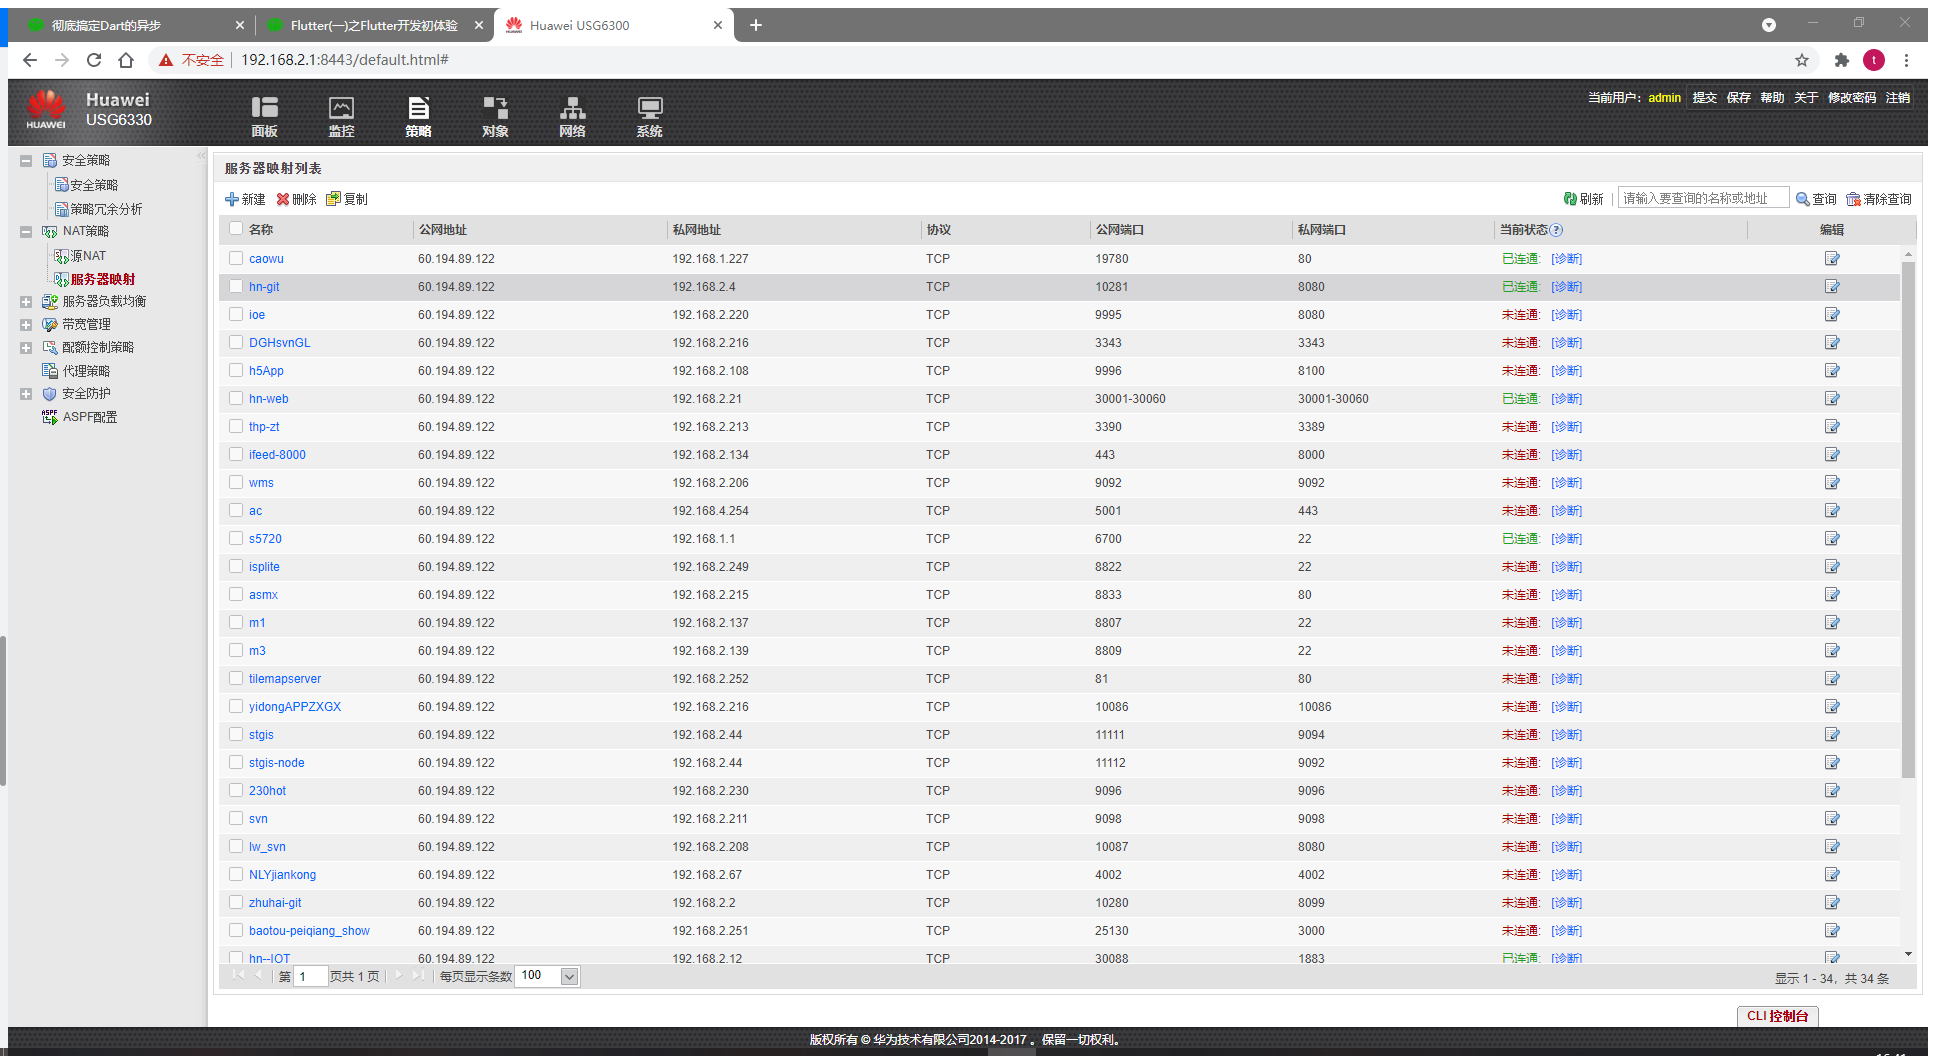 彻底搞定Dart的异步
Flutter(一)之Flutter开发初体验
Huawei USG6300
不安全 192.168.2.1:8443/default.html#
t
HUAWEI
Huawei
USG6330
面板 监控 策略 对象 网络 系统
当前用户： admin 提交 保存 帮助 关于 修改密码 注销
安全策略
安全策略
策略冗余分析
NAT策略
源NAT
服务器映射
服务器负载均衡
带宽管理
配额控制策略
代理策略
安全防护
ASPF配置
服务器映射列表
新建 删除 复制
刷新 请输入要查询的名称或地址 查询 清除查询
名称 公网地址 私网地址 协议 公网端口 私网端口 当前状态 编辑
caowu 60.194.89.122 192.168.1.227 TCP 19780 80 已连通: [诊断]
hn-git 60.194.89.122 192.168.2.4 TCP 10281 8080 已连通: [诊断]
ioe 60.194.89.122 192.168.2.220 TCP 9995 8080 未连通: [诊断]
DGHsvnGL 60.194.89.122 192.168.2.216 TCP 3343 3343 未连通: [诊断]
h5App 60.194.89.122 192.168.2.108 TCP 9996 8100 未连通: [诊断]
hn-web 60.194.89.122 192.168.2.21 TCP 30001-30060 30001-30060 已连通: [诊断]
thp-zt 60.194.89.122 192.168.2.213 TCP 3390 3389 未连通: [诊断]
ifeed-8000 60.194.89.122 192.168.2.134 TCP 443 8000 未连通: [诊断]
wms 60.194.89.122 192.168.2.206 TCP 9092 9092 未连通: [诊断]
ac 60.194.89.122 192.168.4.254 TCP 5001 443 未连通: [诊断]
s5720 60.194.89.122 192.168.1.1 TCP 6700 22 已连通: [诊断]
isplite 60.194.89.122 192.168.2.249 TCP 8822 22 未连通: [诊断]
asmx 60.194.89.122 192.168.2.215 TCP 8833 80 未连通: [诊断]
m1 60.194.89.122 192.168.2.137 TCP 8807 22 未连通: [诊断]
m3 60.194.89.122 192.168.2.139 TCP 8809 22 未连通: [诊断]
tilemapserver 60.194.89.122 192.168.2.252 TCP 81 80 未连通: [诊断]
yidongAPPZXGX 60.194.89.122 192.168.2.216 TCP 10086 10086 未连通: [诊断]
stgis 60.194.89.122 192.168.2.44 TCP 11111 9094 未连通: [诊断]
stgis-node 60.194.89.122 192.168.2.44 TCP 11112 9092 未连通: [诊断]
230hot 60.194.89.122 192.168.2.230 TCP 9096 9096 未连通: [诊断]
svn 60.194.89.122 192.168.2.211 TCP 9098 9098 未连通: [诊断]
lw_svn 60.194.89.122 192.168.2.208 TCP 10087 8080 未连通: [诊断]
NLYjiankong 60.194.89.122 192.168.2.67 TCP 4002 4002 未连通: [诊断]
zhuhai-git 60.194.89.122 192.168.2.2 TCP 10280 8099 未连通: [诊断]
baotou-peiqiang_show 60.194.89.122 192.168.2.251 TCP 25130 3000 未连通: [诊断]
hn--IOT 60.194.89.122 192.168.2.12 TCP 30088 1883 已连通: [诊断]
第 1 页共 1 页 每页显示条数 100 显示 1 - 34，共 34 条
CLI 控制台
版权所有 © 华为技术有限公司2014-2017 。保留一切权利。